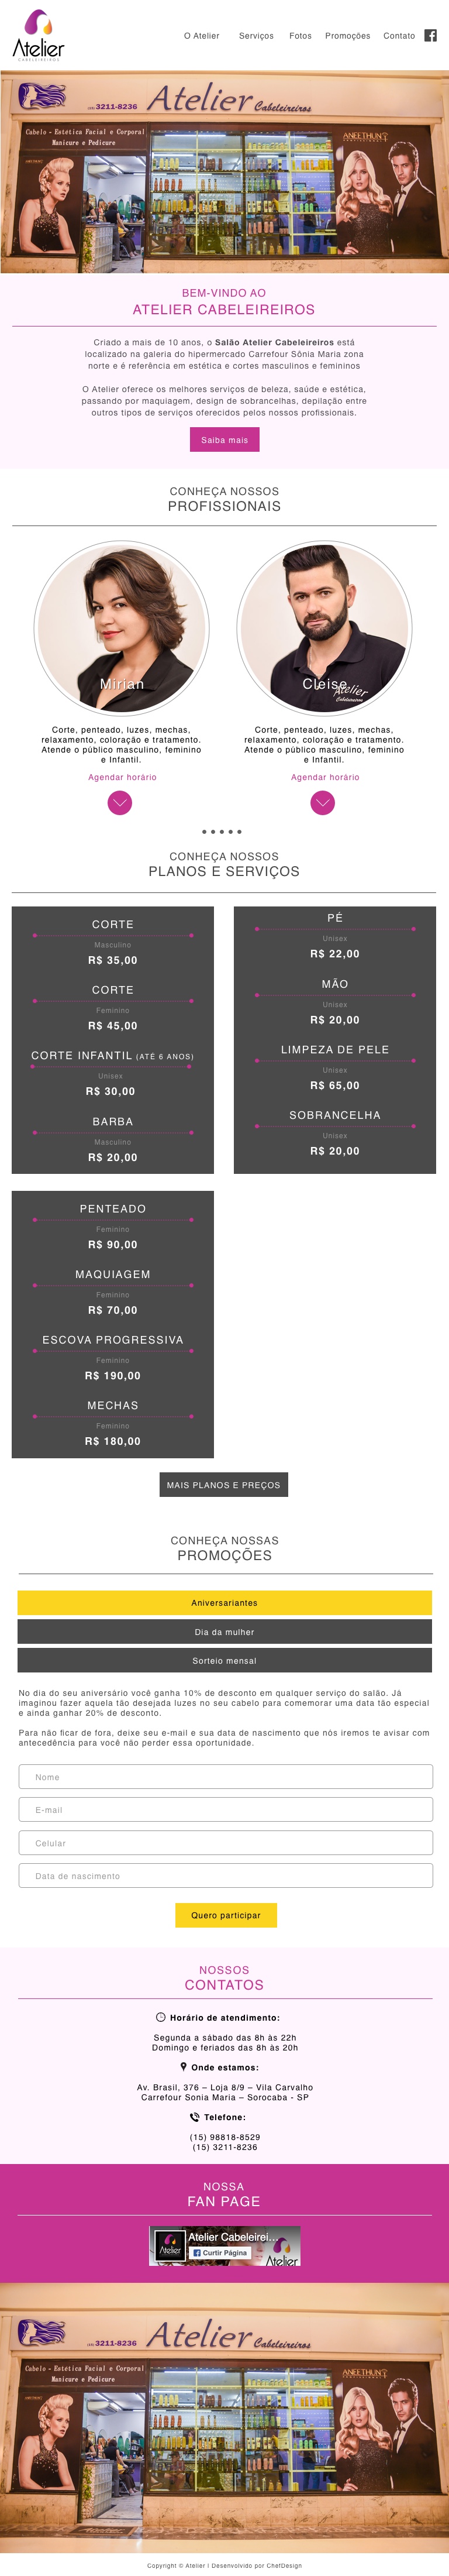 Atelier
CABELEIREIROS
O Atelier
Serviços
Fotos
Promoções
Contato
3211-8236
Atelier Cabeleireiros
Cabelo - Estética Facial e Corporal
Manicure e Pedicure
ANEETHUN
BEM-VINDO AO
ATELIER CABELEIREIROS
Criado a mais de 10 anos, o Salão Atelier Cabeleireiros está
localizado na galeria do hipermercado Carrefour Sônia Maria zona
norte e é referência em estética e cortes masculinos e femininos
O Atelier oferece os melhores serviços de beleza, saúde e estética,
passando por maquiagem, design de sobrancelhas, depilação entre
outros tipos de serviços oferecidos pelos nossos profissionais.
Saiba mais
CONHEÇA NOSSOS
PROFISSIONAIS
Mirian
Corte, penteado, luzes, mechas,
relaxamento, coloração e tratamento.
Atende o público masculino, feminino
e Infantil.
Agendar horário
Cleise
Atelier
Cabeleireiros
Corte, penteado, luzes, mechas,
relaxamento, coloração e tratamento.
Atende o público masculino, feminino
e Infantil.
Agendar horário
CONHEÇA NOSSOS
PLANOS E SERVIÇOS
CORTE
Masculino
R$ 35,00
CORTE
Feminino
R$ 45,00
CORTE INFANTIL (ATÉ 6 ANOS)
Unisex
R$ 30,00
BARBA
Masculino
R$ 20,00
PÉ
Unisex
R$ 22,00
MÃO
Unisex
R$ 20,00
LIMPEZA DE PELE
Unisex
R$ 65,00
SOBRANCELHA
Unisex
R$ 20,00
PENTEADO
Feminino
R$ 90,00
MAQUIAGEM
Feminino
R$ 70,00
ESCOVA PROGRESSIVA
Feminino
R$ 190,00
MECHAS
Feminino
R$ 180,00
MAIS PLANOS E PREÇOS
CONHEÇA NOSSAS
PROMOÇÕES
Aniversariantes
Dia da mulher
Sorteio mensal
No dia do seu aniversário você ganha 10% de desconto em qualquer serviço do salão. Já
imaginou fazer aquela tão desejada luzes no seu cabelo para comemorar uma data tão especial
e ainda ganhar 20% de desconto.
Para não ficar de fora, deixe seu e-mail e sua data de nascimento que nós iremos te avisar com
antecedência para você não perder essa oportunidade.
Nome
E-mail
Celular
Data de nascimento
Quero participar
NOSSOS
CONTATOS
Horário de atendimento:
Segunda a sábado das 8h às 22h
Domingo e feriados das 8h às 20h
Onde estamos:
Av. Brasil, 376 – Loja 8/9 – Vila Carvalho
Carrefour Sonia Maria – Sorocaba - SP
Telefone:
(15) 98818-8529
(15) 3211-8236
NOSSA
FAN PAGE
Atelier
Atelier Cabeleirei...
Curtir Página
Atelier
3211-8236
Atelier Cabeleireiros
Cabelo - Estética Facial e Corporal
Manicure e Pedicure
ANEETHUN
Copyright © Atelier | Desenvolvido por ChefDesign